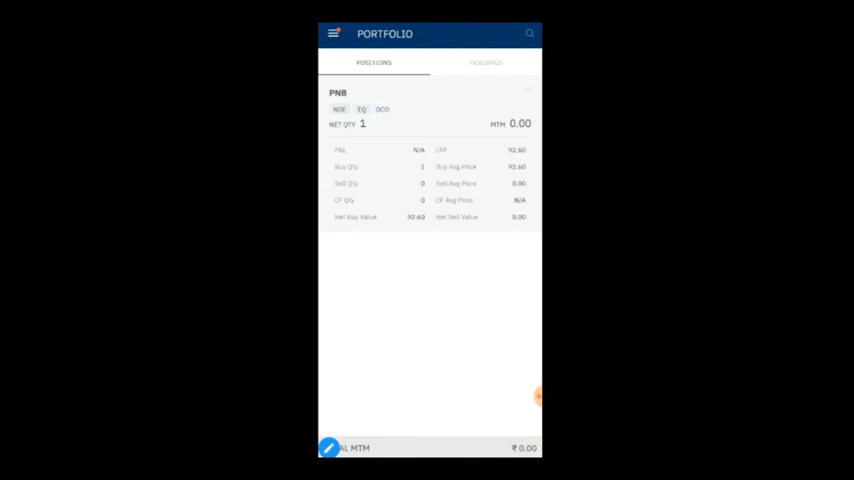 PORTFOLIO
POSITIONS HOLDINGS
PNB
NSE EQ OCO
NET QTY 1 MTM 0.00
P&L N/A LTP 92.60
Buy Qty 1 Buy Avg Price 92.60
Sell Qty 0 Sell Avg Price 0.00
CF Qty 0 CF Avg Price N/A
Net Buy Value 92.60 Net Sell Value 0.00
AL MTM ₹ 0.00